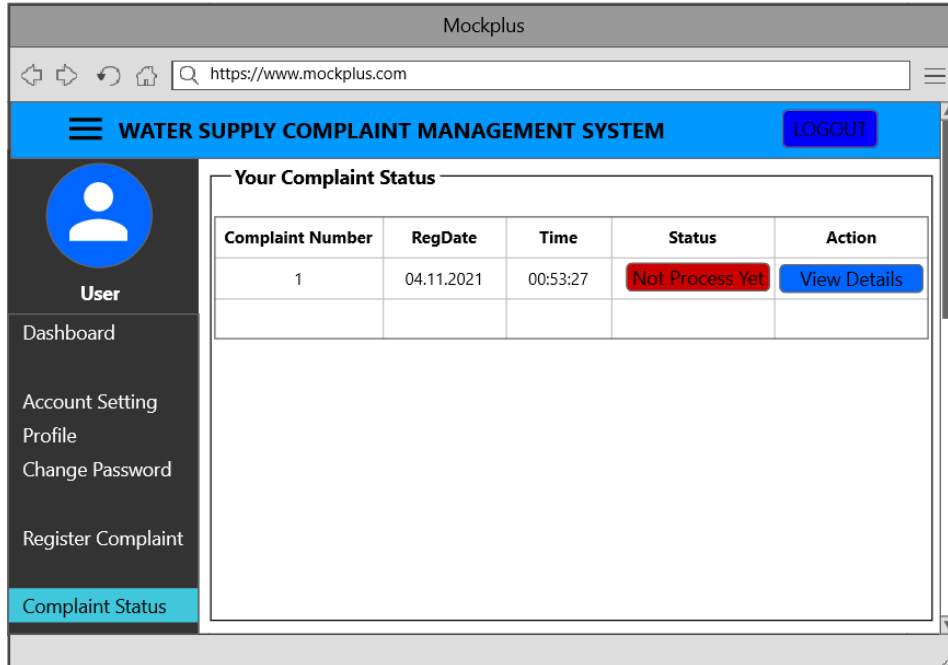 Mockplus
https://www.mockplus.com
WATER SUPPLY COMPLAINT MANAGEMENT SYSTEM
LOGOUT
User
Dashboard
Account Setting
Profile
Change Password
Register Complaint
Complaint Status
Your Complaint Status
Complaint Number RegDate Time Status Action
1 04.11.2021 00:53:27 Not Process Yet View Details